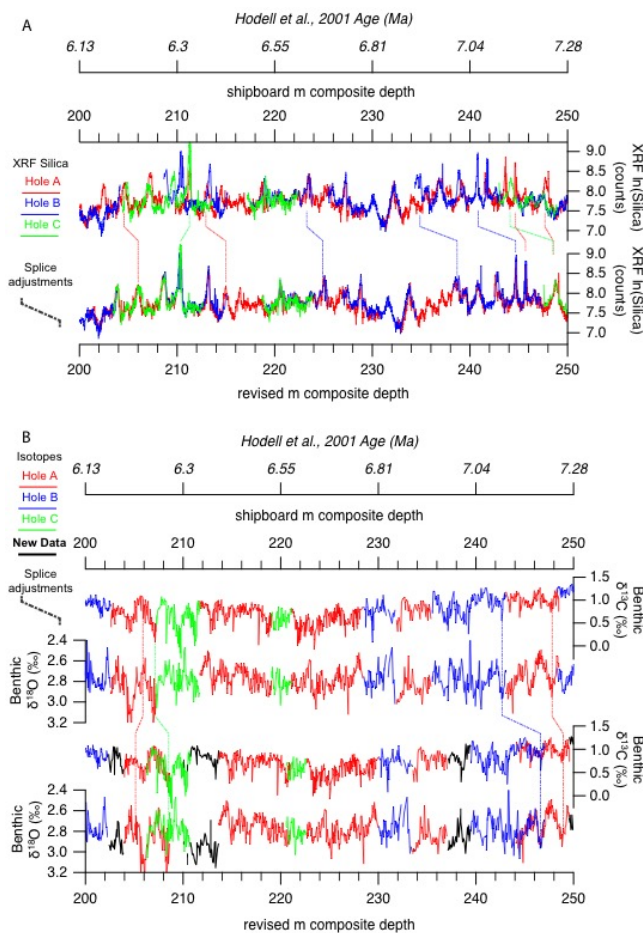 A
Hodell et al., 2001 Age (Ma)
6.13 6.3 6.55 6.81 7.04 7.28
shipboard m composite depth
200 210 220 230 240 250
XRF Silica
Hole A
Hole B
Hole C
Splice
adjustments
9.0
8.5
8.0
7.5
7.0
XRF ln(Silica)
(counts)
9.0
8.5
8.0
7.5
7.0
XRF ln(Silica)
(counts)
200 210 220 230 240 250
revised m composite depth
B
Hodell et al., 2001 Age (Ma)
6.13 6.3 6.55 6.81 7.04 7.28
shipboard m composite depth
200 210 220 230 240 250
Isotopes
Hole A
Hole B
Hole C
New Data
Splice
adjustments
1.5
1.0
0.5
0.0
Benthic
δ13C (‰)
2.4
2.6
2.8
3.0
3.2
Benthic
δ18O (‰)
1.5
1.0
0.5
0.0
Benthic
δ13C (‰)
2.4
2.6
2.8
3.0
3.2
Benthic
δ18O (‰)
200 210 220 230 240 250
revised m composite depth